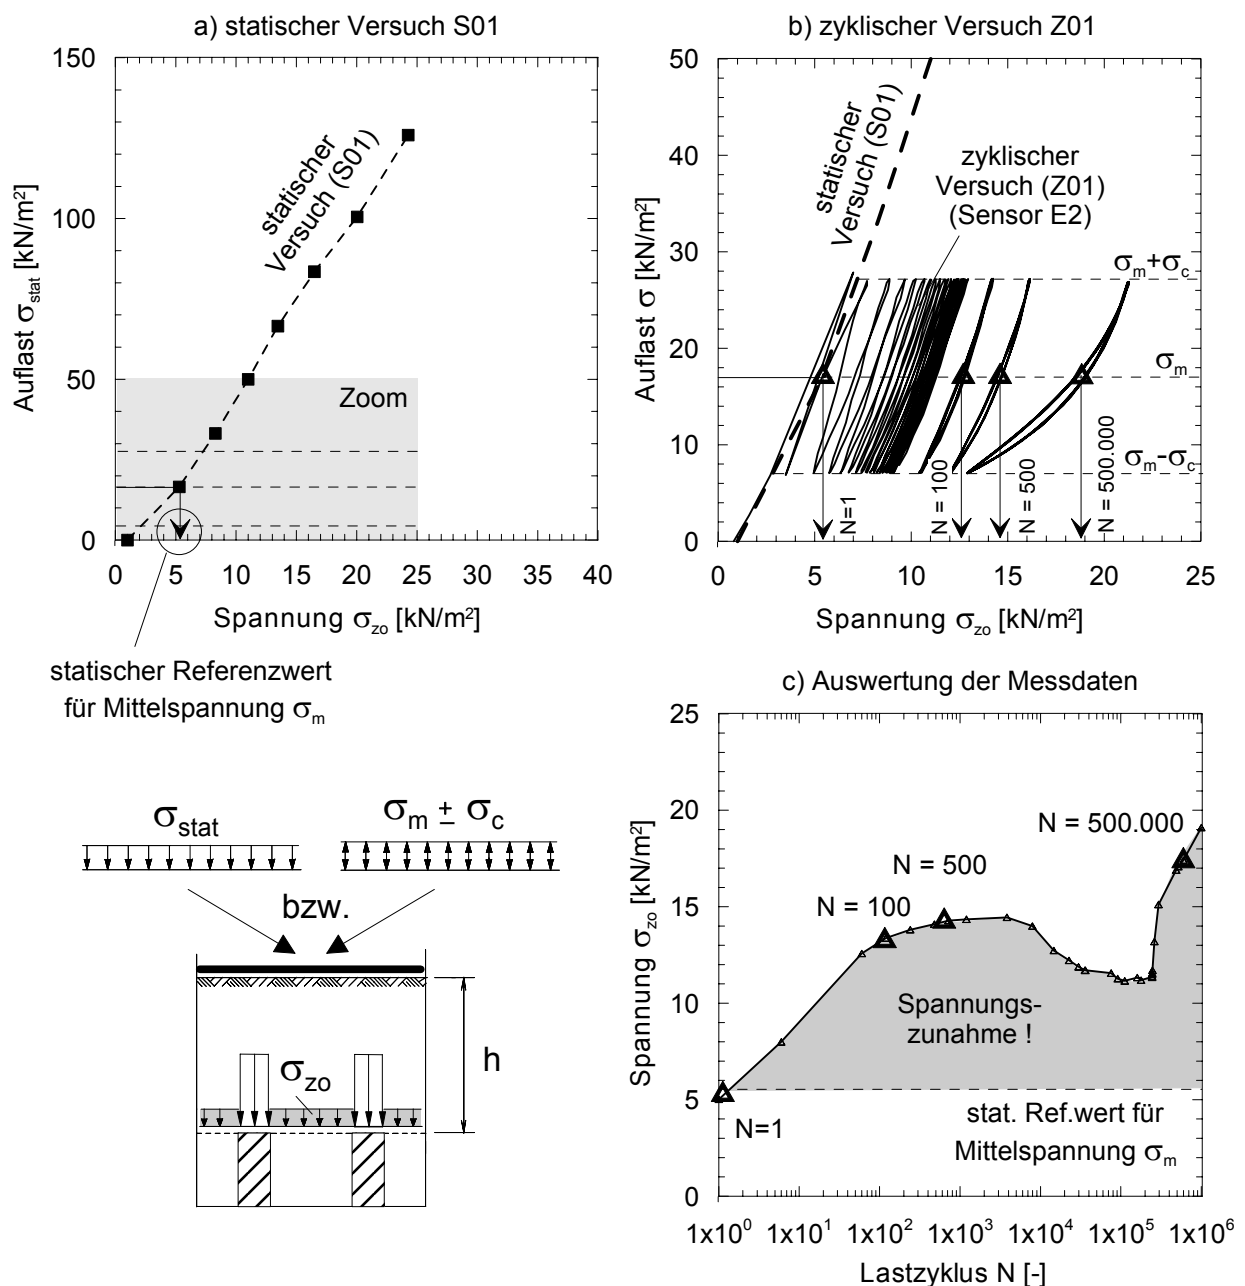 a) statischer Versuch S01
150
100
50
0
0 5 10 15 20 25 30 35 40
Auflast σstat [kN/m²]
Spannung σzo [kN/m²]
statischer
Versuch (S01)
Zoom
statischer Referenzwert
für Mittelspannung σm
b) zyklischer Versuch Z01
50
40
30
20
10
0
0 5 10 15 20 25
Auflast σ [kN/m²]
Spannung σzo [kN/m²]
statischer
Versuch (S01)
zyklischer
Versuch (Z01)
(Sensor E2)
σm+σc
σm
σm-σc
N=1
N = 100
N = 500
N = 500.000
σstat
σm ± σc
bzw.
σzo
h
c) Auswertung der Messdaten
25
20
15
10
5
0
1x10⁰ 1x10¹ 1x10² 1x10³ 1x10⁴ 1x10⁵ 1x10⁶
Spannung σzo [kN/m²]
Lastzyklus N [-]
N = 500.000
N = 500
N = 100
Spannungs-
zunahme !
N=1
stat. Ref.wert für
Mittelspannung σm